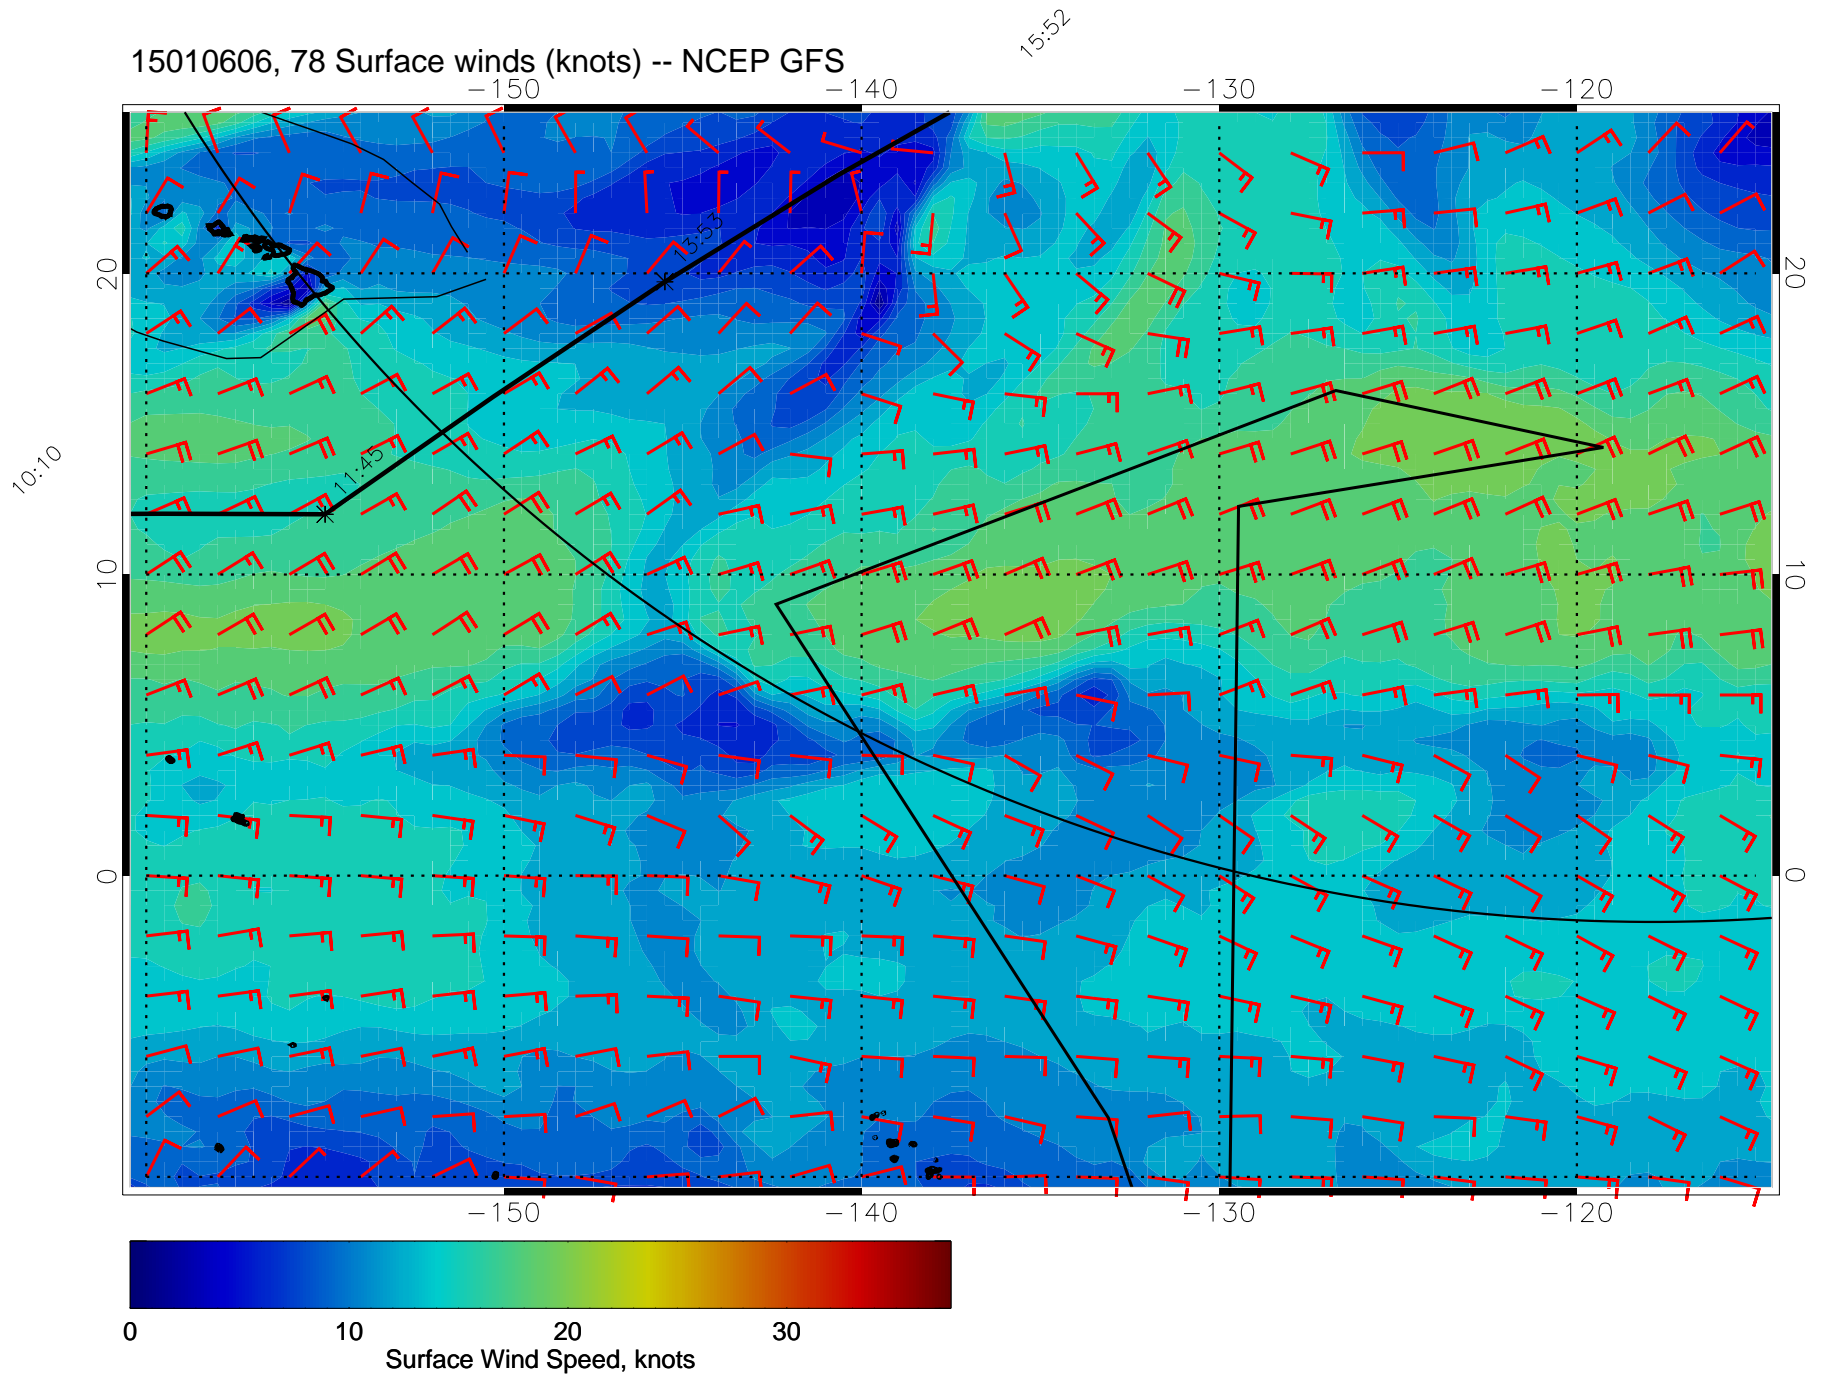 15:52
15010606, 78 Surface winds (knots) -- NCEP GFS
−150 −140 −130 −120
13:53
20 20
10:10
11:45
10 10
0 0
−150 −140 −130 −120
0 10 20 30
Surface Wind Speed, knots